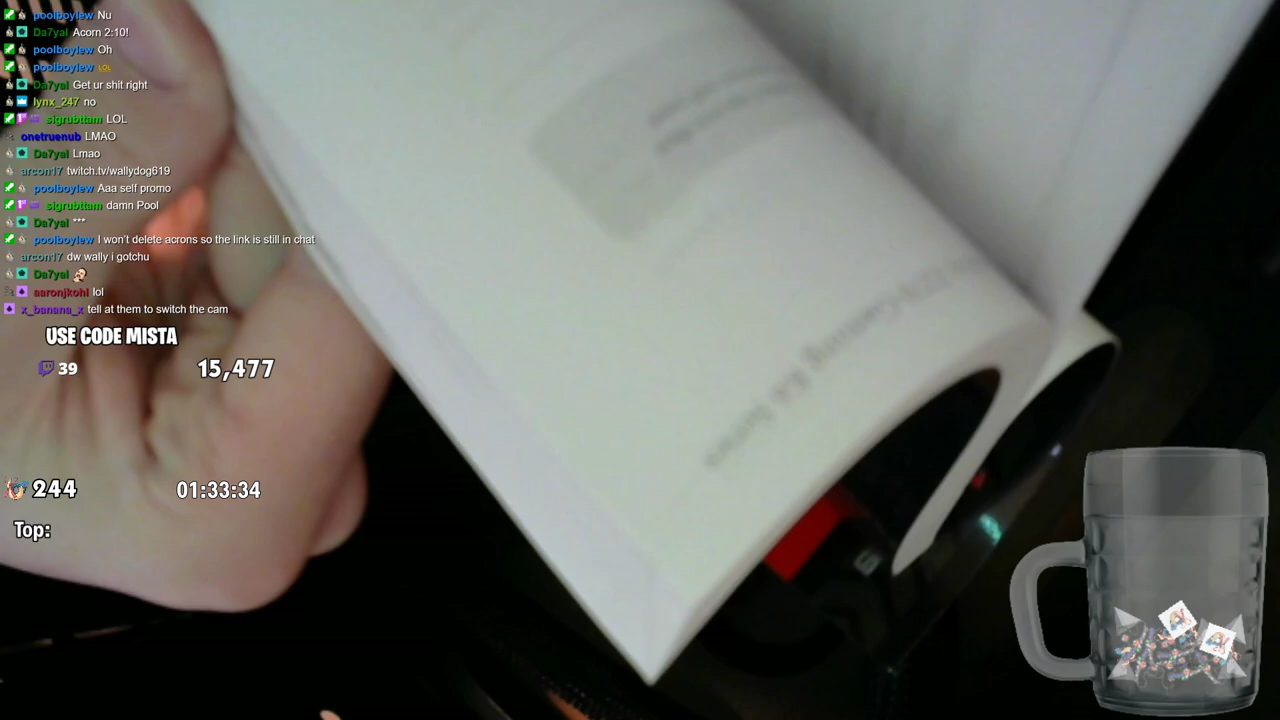 poolboylew Nu
Da7yal Acorn 2:10!
poolboylew Oh
poolboylew LOL
Da7yal Get ur shit right
lynx_247 no
sigrubttam LOL
onetruenub LMAO
Da7yal Lmao
arcon17 twitch.tv/wallydog619
poolboylew Aaa self promo
sigrubttam damn Pool
Da7yal ***
poolboylew I won't delete acrons so the link is still in chat
arcon17 dw wally i gotchu
Da7yal
aaronjkohl lol
x_banana_x tell at them to switch the cam
USE CODE MISTA
39
15,477
244
01:33:34
Top: